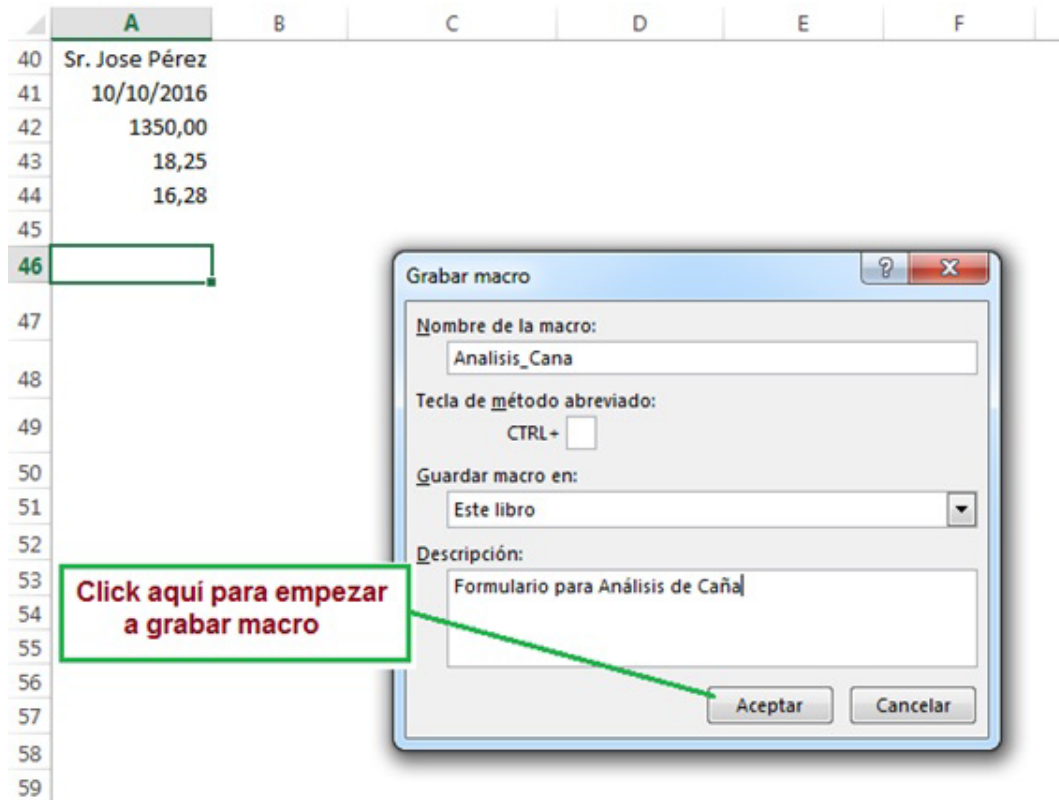 A B C D E F
40 Sr. Jose Pérez
41 10/10/2016
42 1350,00
43 18,25
44 16,28
45
46
47
48
49
50
51
52
53
54
55
56
57
58
59
Grabar macro
Nombre de la macro:
Analisis_Cana
Tecla de método abreviado:
CTRL+
Guardar macro en:
Este libro
Descripción:
Formulario para Análisis de Caña
Aceptar Cancelar
Click aquí para empezar
a grabar macro